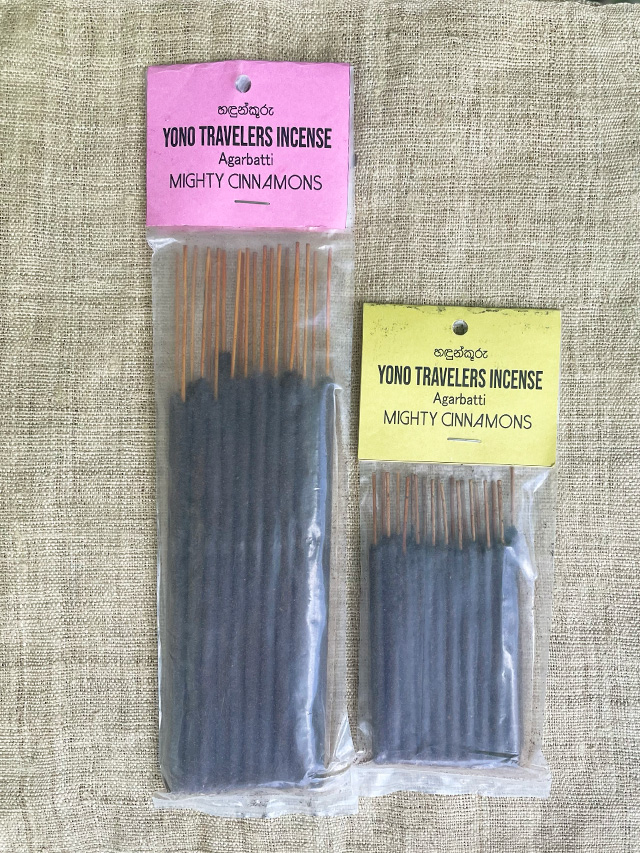 හඳුන්කූරු
YONO TRAVELERS INCENSE
Agarbatti
MIGHTY CINNAMONS
හඳුන්කූරු
YONO TRAVELERS INCENSE
Agarbatti
MIGHTY CINNAMONS